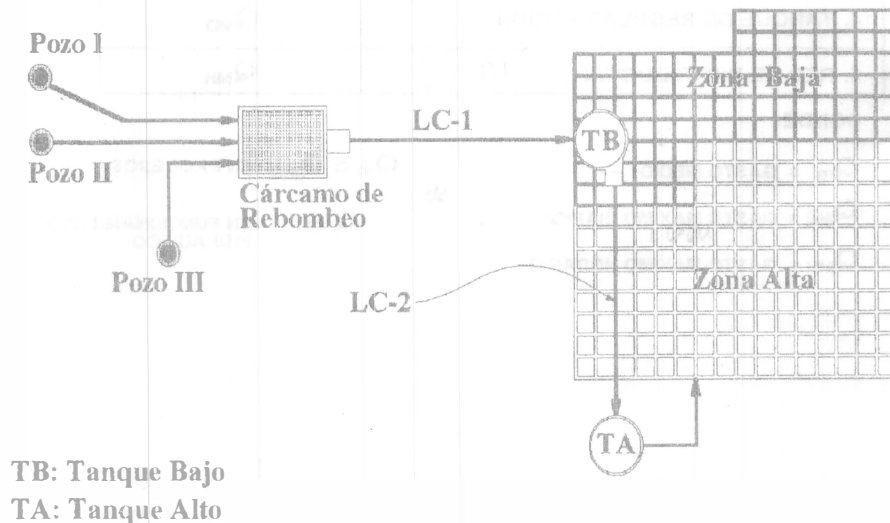 Pozo I
Zona Baja
LC-1
TB
Pozo II
Cárcamo de
Rebombeo
Pozo III
Zona Alta
LC-2
TA
TB: Tanque Bajo
TA: Tanque Alto